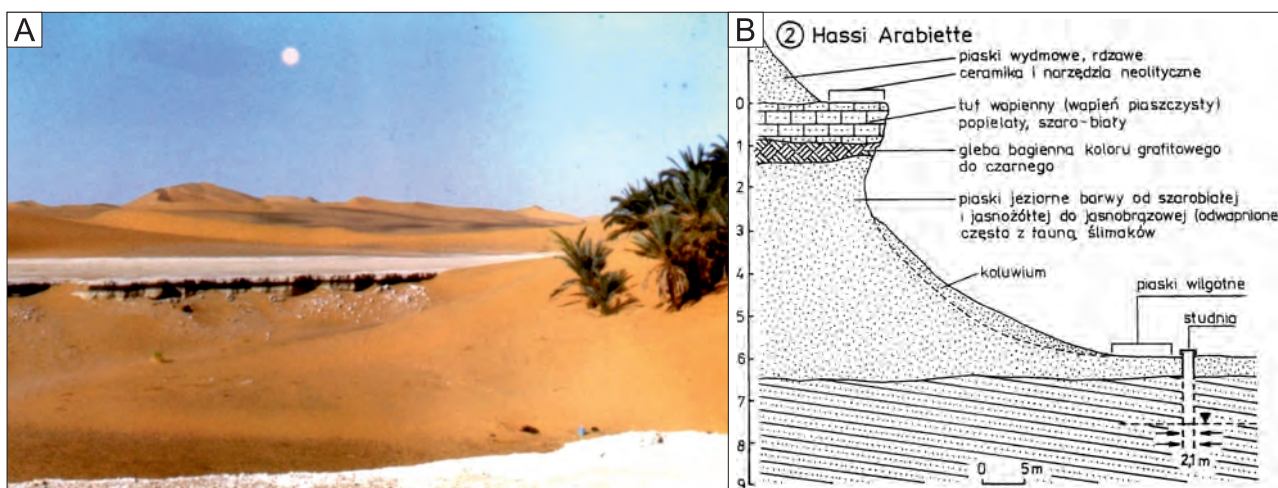 A
B
② Hassi Arabiette
piaski wydmowe, rdzawe
ceramika i narzędzia neolityczne
tuf wapienny (wapień piaszczysty)
popielaty, szaro-biały
gleba bagienna koloru grafitowego
do czarnego
piaski jeziorne barwy od szarobiałej
i jasnożółtej do jasnobrązowej (odwapnione
często z fauną ślimaków
koluwium
piaski wilgotne
studnia
0
1
2
3
4
5
6
7
8
9
2,1 m
0 5m